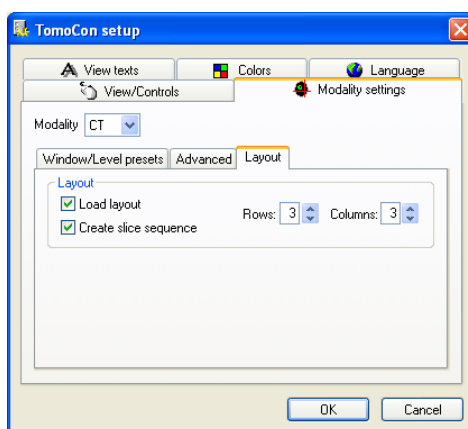 TomoCon setup
View texts Colors Language
View/Controls Modality settings
Modality CT
Window/Level presets Advanced Layout
Layout
Load layout Rows: 3 Columns: 3
Create slice sequence
OK Cancel